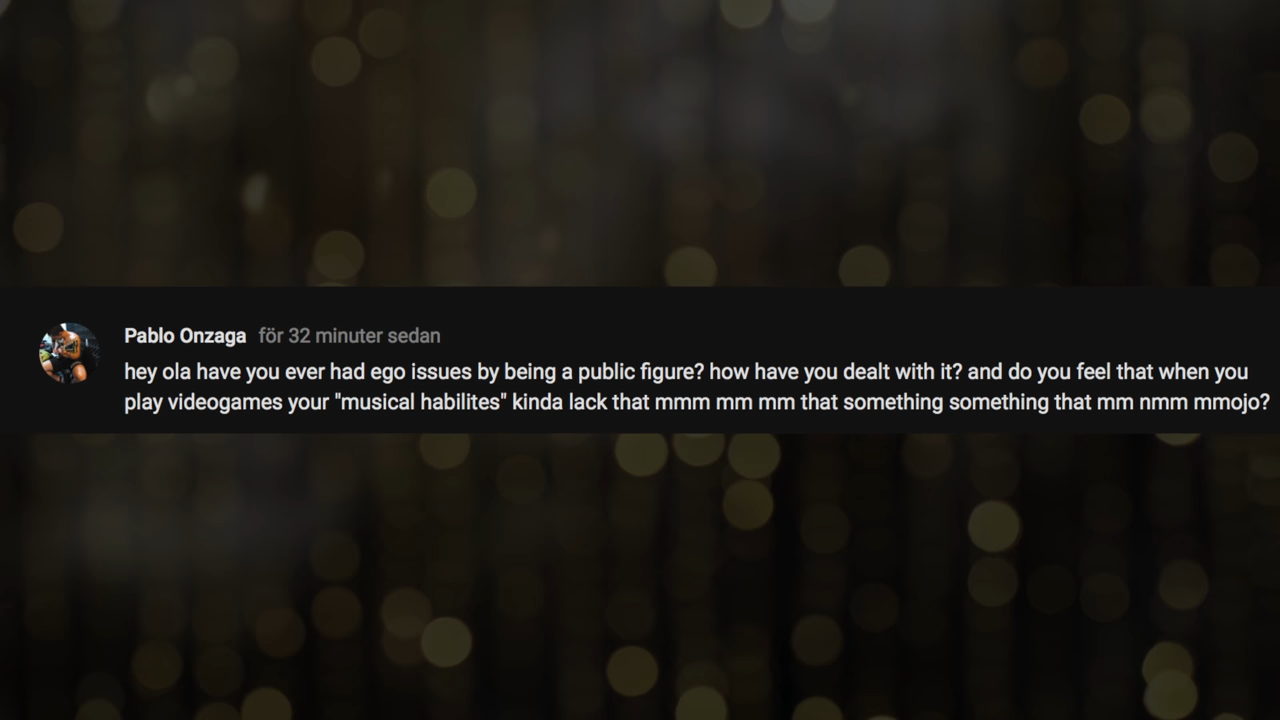 Pablo Onzaga för 32 minuter sedan
hey ola have you ever had ego issues by being a public figure? how have you dealt with it? and do you feel that when you
play videogames your "musical habilites" kinda lack that mmm mm mm that something something that mm nmm mmojo?